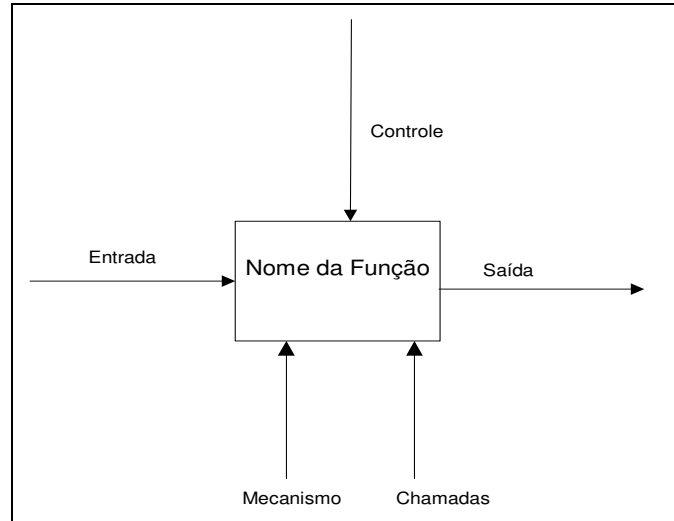 Controle
Entrada
Nome da Função
Saída
Mecanismo
Chamadas